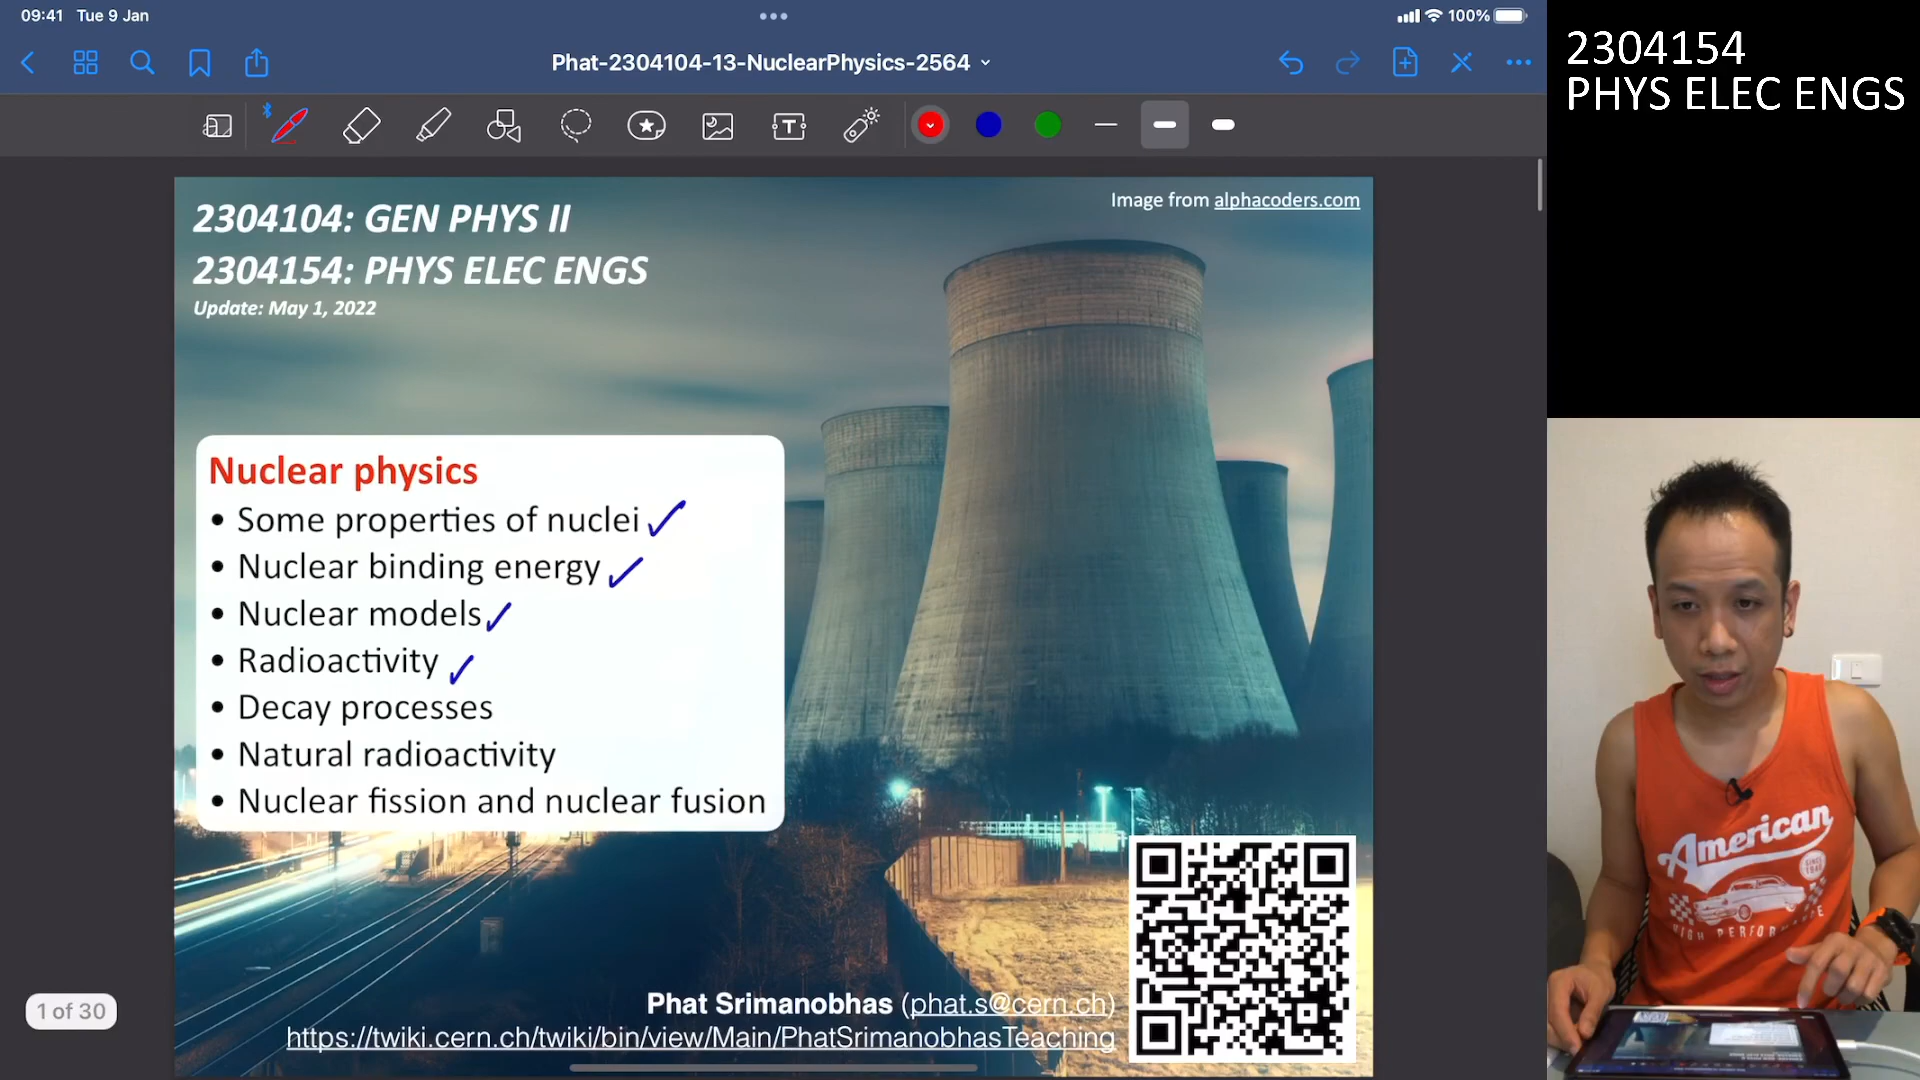 09:41 Tue 9 Jan
100%
Phat-2304104-13-NuclearPhysics-2564
2304154
PHYS ELEC ENGS
2304104: GEN PHYS II
2304154: PHYS ELEC ENGS
Update: May 1, 2022
Image from alphacoders.com
Nuclear physics
• Some properties of nuclei
• Nuclear binding energy
• Nuclear models
• Radioactivity
• Decay processes
• Natural radioactivity
• Nuclear fission and nuclear fusion
Phat Srimanobhas (phat.s@cern.ch)
https://twiki.cern.ch/twiki/bin/view/Main/PhatSrimanobhasTeaching
1 of 30
American
SINCE
HIGH PERFORM